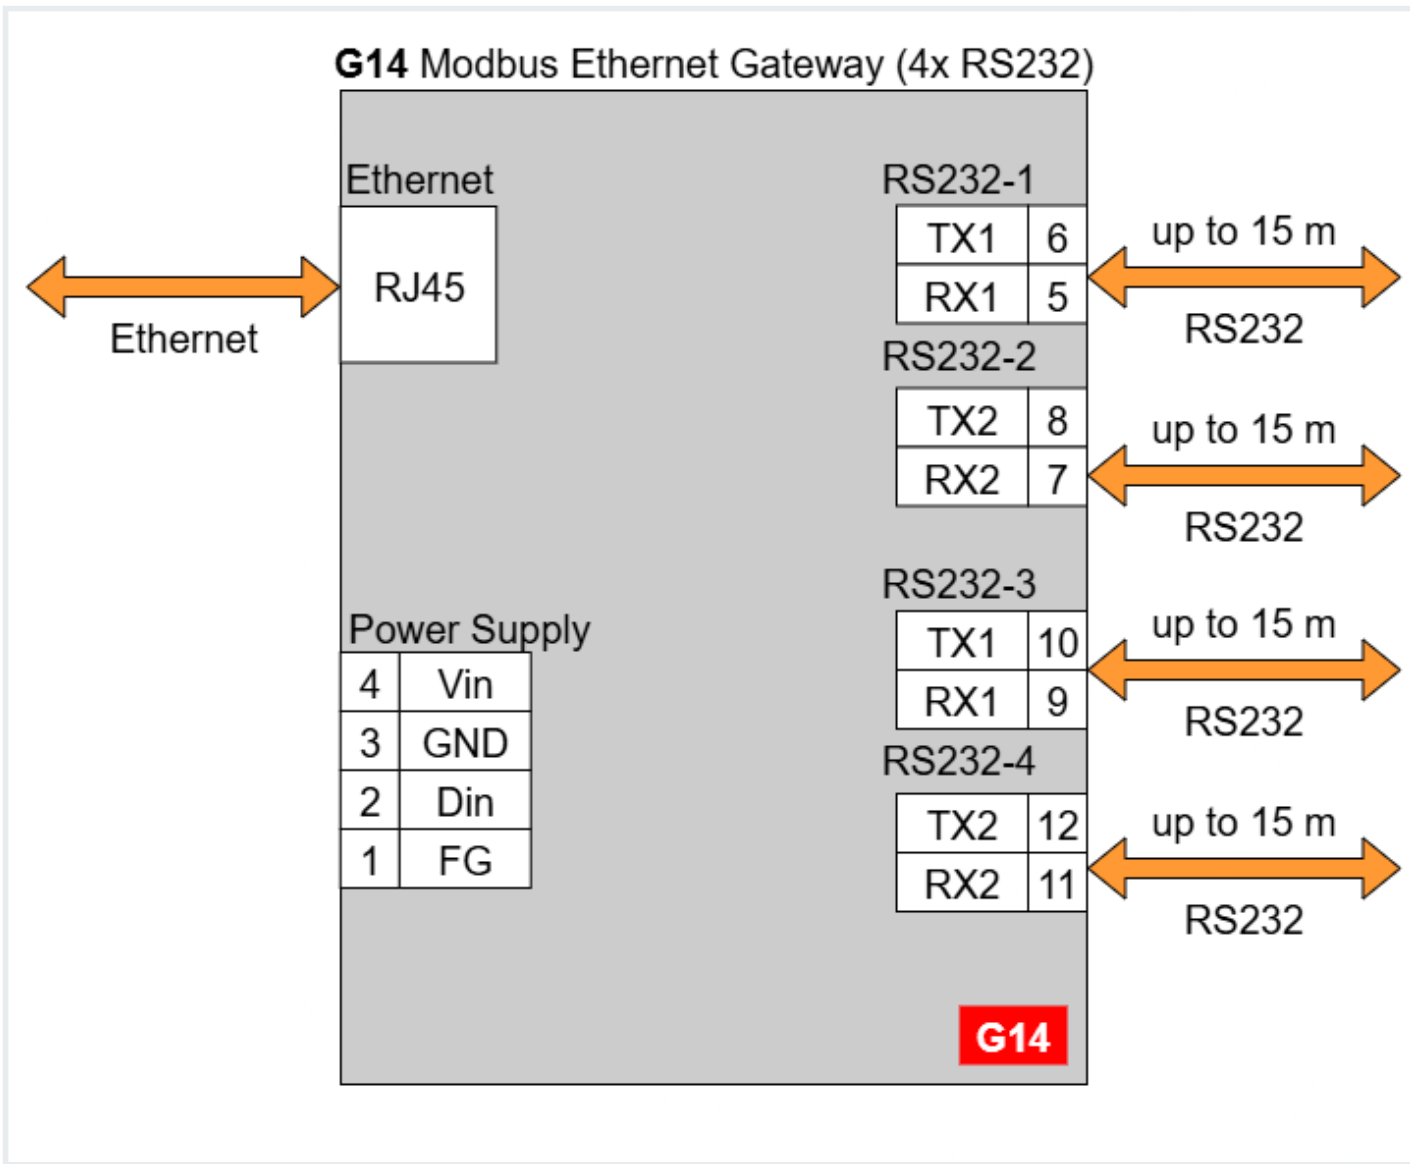 G14 Modbus Ethernet Gateway (4x RS232)
Ethernet
RJ45
Ethernet
Power Supply
4 Vin
3 GND
2 Din
1 FG
RS232-1
TX1 6
RX1 5
up to 15 m
RS232
RS232-2
TX2 8
RX2 7
up to 15 m
RS232
RS232-3
TX1 10
RX1 9
up to 15 m
RS232
RS232-4
TX2 12
RX2 11
up to 15 m
RS232
G14